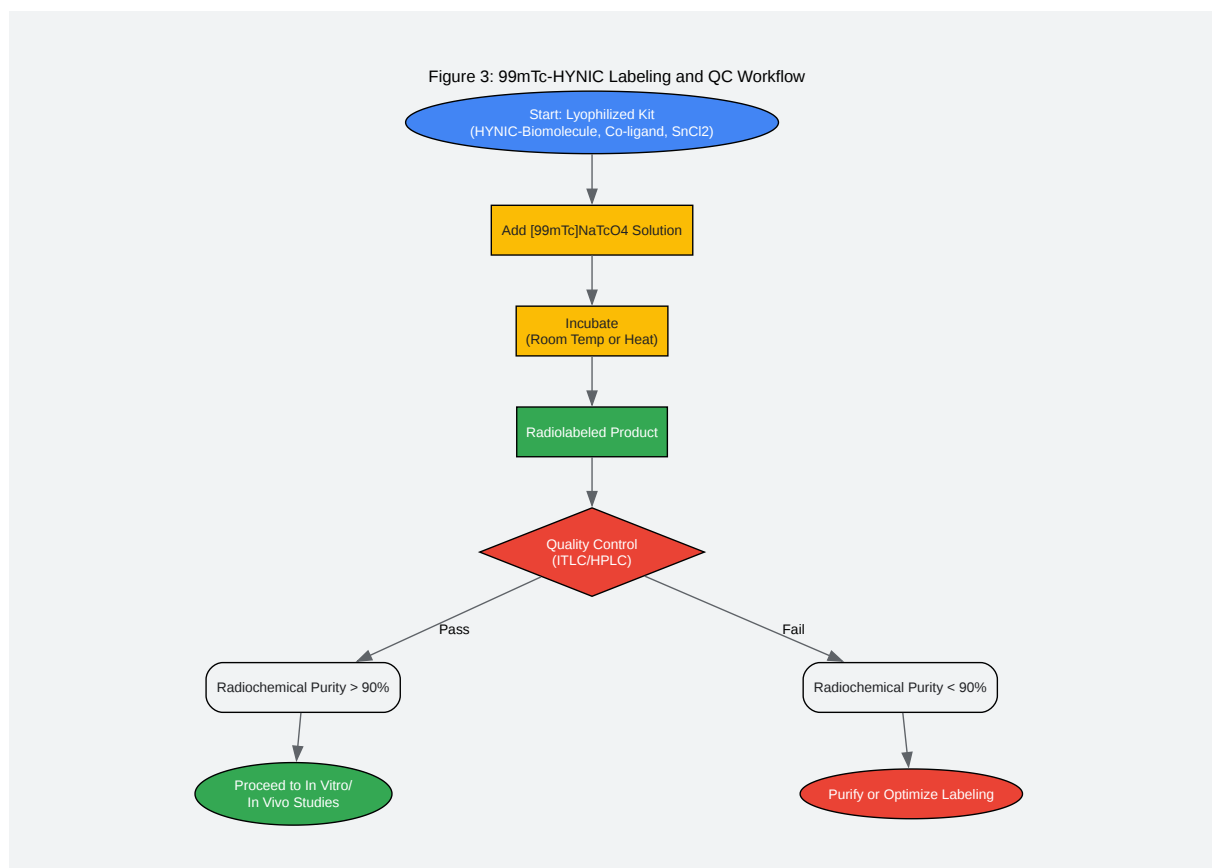 Figure 3: 99mTc-HYNIC Labeling and QC Workflow
Start: Lyophilized Kit
(HYNIC-Biomolecule, Co-ligand, SnCl2)
Add [99mTc]NaTcO4 Solution
Incubate
(Room Temp or Heat)
Radiolabeled Product
Quality Control
(ITLC/HPLC)
Pass
Fail
Radiochemical Purity > 90%
Radiochemical Purity < 90%
Proceed to In Vitro/
In Vivo Studies
Purify or Optimize Labeling